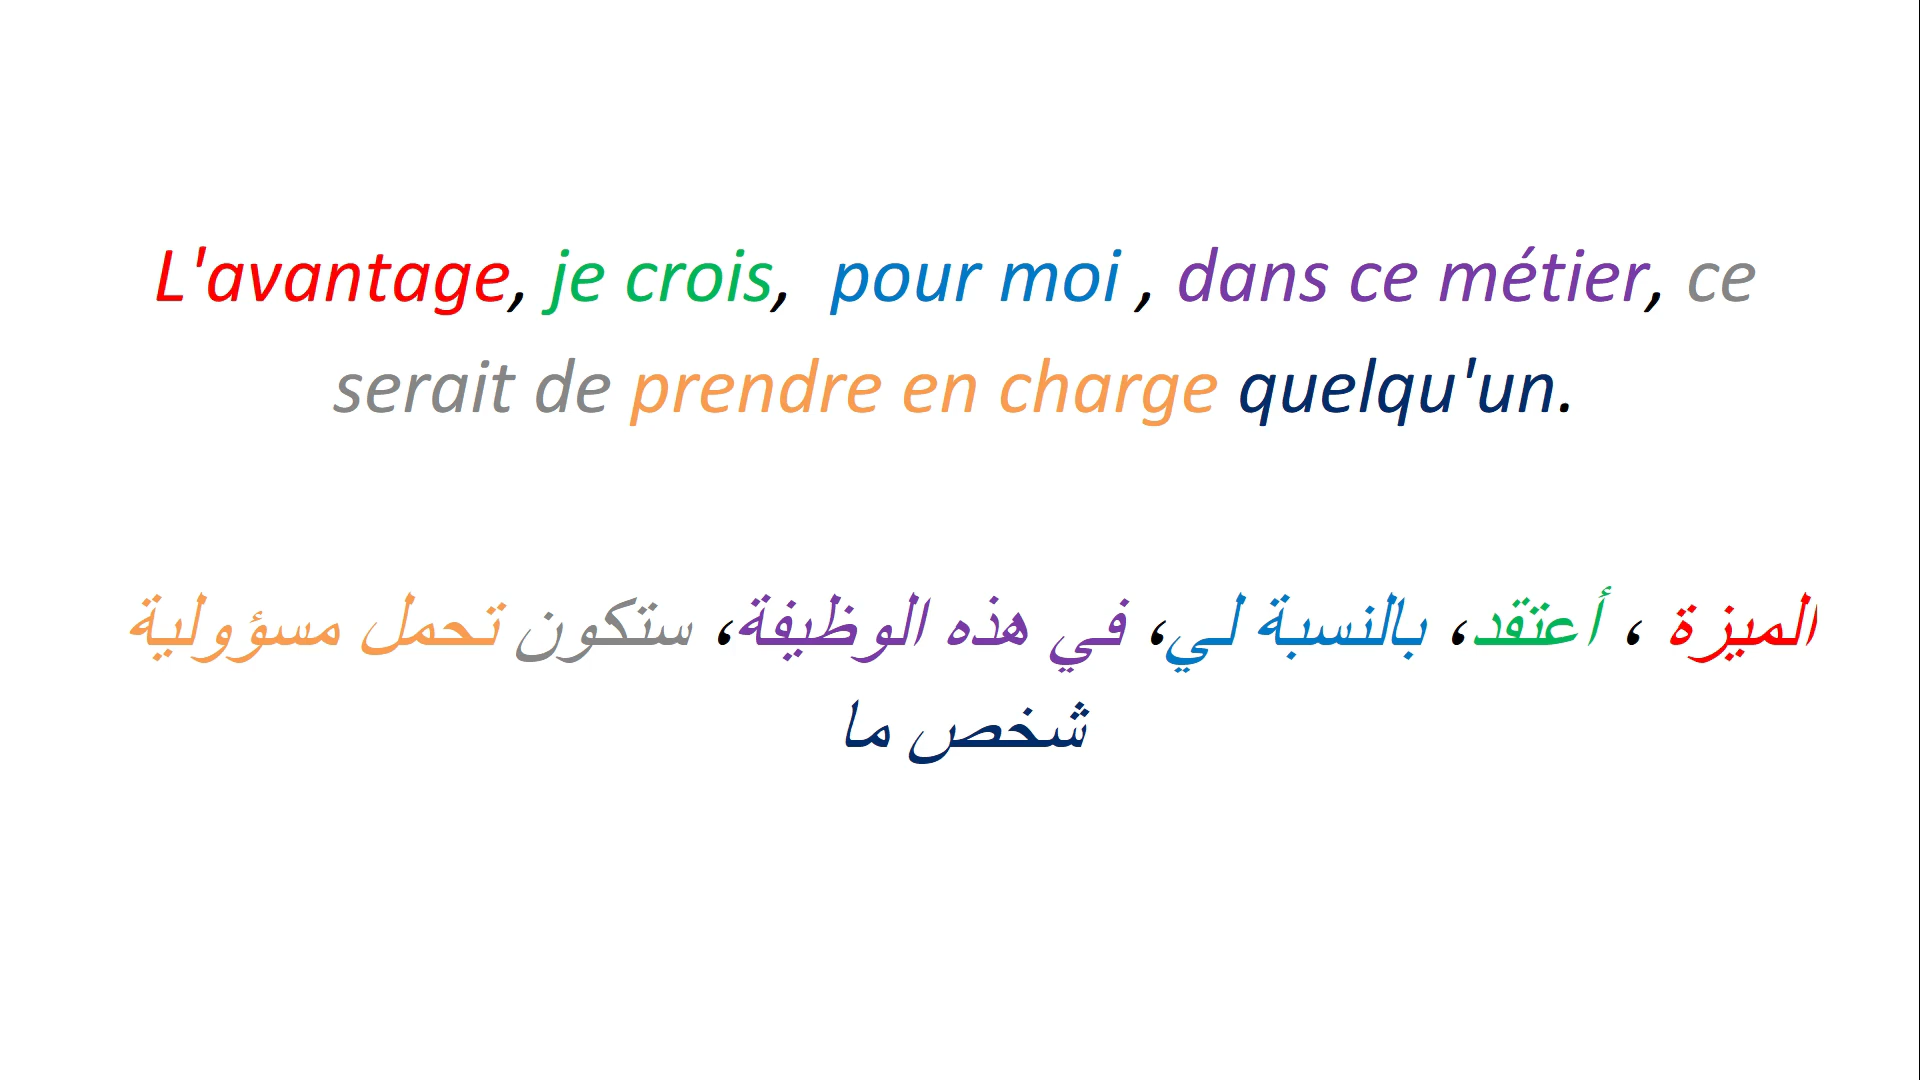 L'avantage, je crois,  pour moi , dans ce métier, ce
serait de prendre en charge quelqu'un.
الميزة ، أعتقد، بالنسبة لي، في هذه الوظيفة، ستكون تحمل مسؤولية
شخص ما